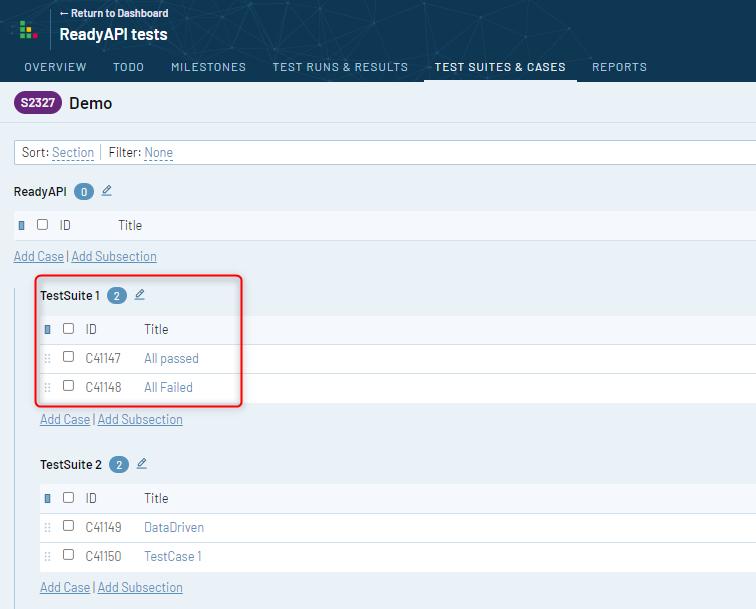 ← Return to Dashboard
ReadyAPI tests
OVERVIEW TODO MILESTONES TEST RUNS & RESULTS TEST SUITES & CASES REPORTS
S2327 Demo
Sort: Section | Filter: None
ReadyAPI 0
ID Title
Add Case | Add Subsection
TestSuite 1 2
ID Title
C41147 All passed
C41148 All Failed
Add Case | Add Subsection
TestSuite 2 2
ID Title
C41149 DataDriven
C41150 TestCase 1
Add Case | Add Subsection